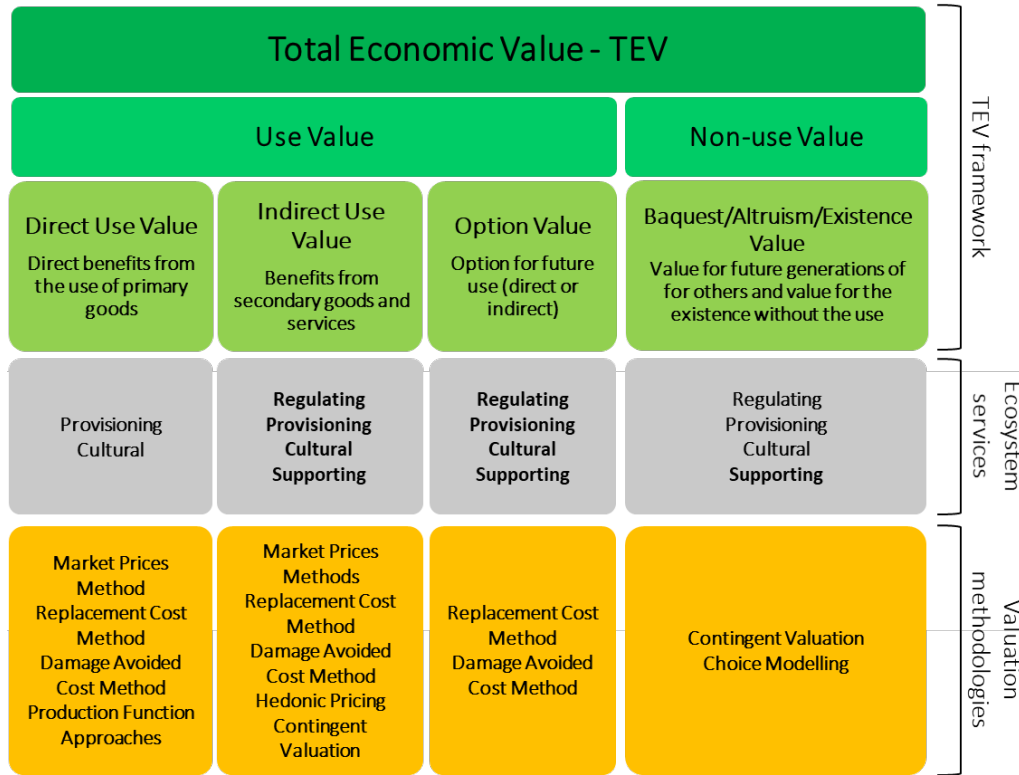 Total Economic Value - TEV
Use Value
Non-use Value
Direct Use Value
Direct benefits from
the use of primary
goods
Indirect Use
Value
Benefits from
secondary goods and
services
Option Value
Option for future
use (direct or
indirect)
Baquest/Altruism/Existence
Value
Value for future generations of
for others and value for the
existence without the use
TEV framework
Provisioning
Cultural
Regulating
Provisioning
Cultural
Supporting
Regulating
Provisioning
Cultural
Supporting
Regulating
Provisioning
Cultural
Supporting
Ecosystem
services
Market Prices
Method
Replacement Cost
Method
Damage Avoided
Cost Method
Production Function
Approaches
Market Prices
Methods
Replacement Cost
Method
Damage Avoided
Cost Method
Hedonic Pricing
Contingent
Valuation
Replacement Cost
Method
Damage Avoided
Cost Method
Contingent Valuation
Choice Modelling
Valuation
methodologies